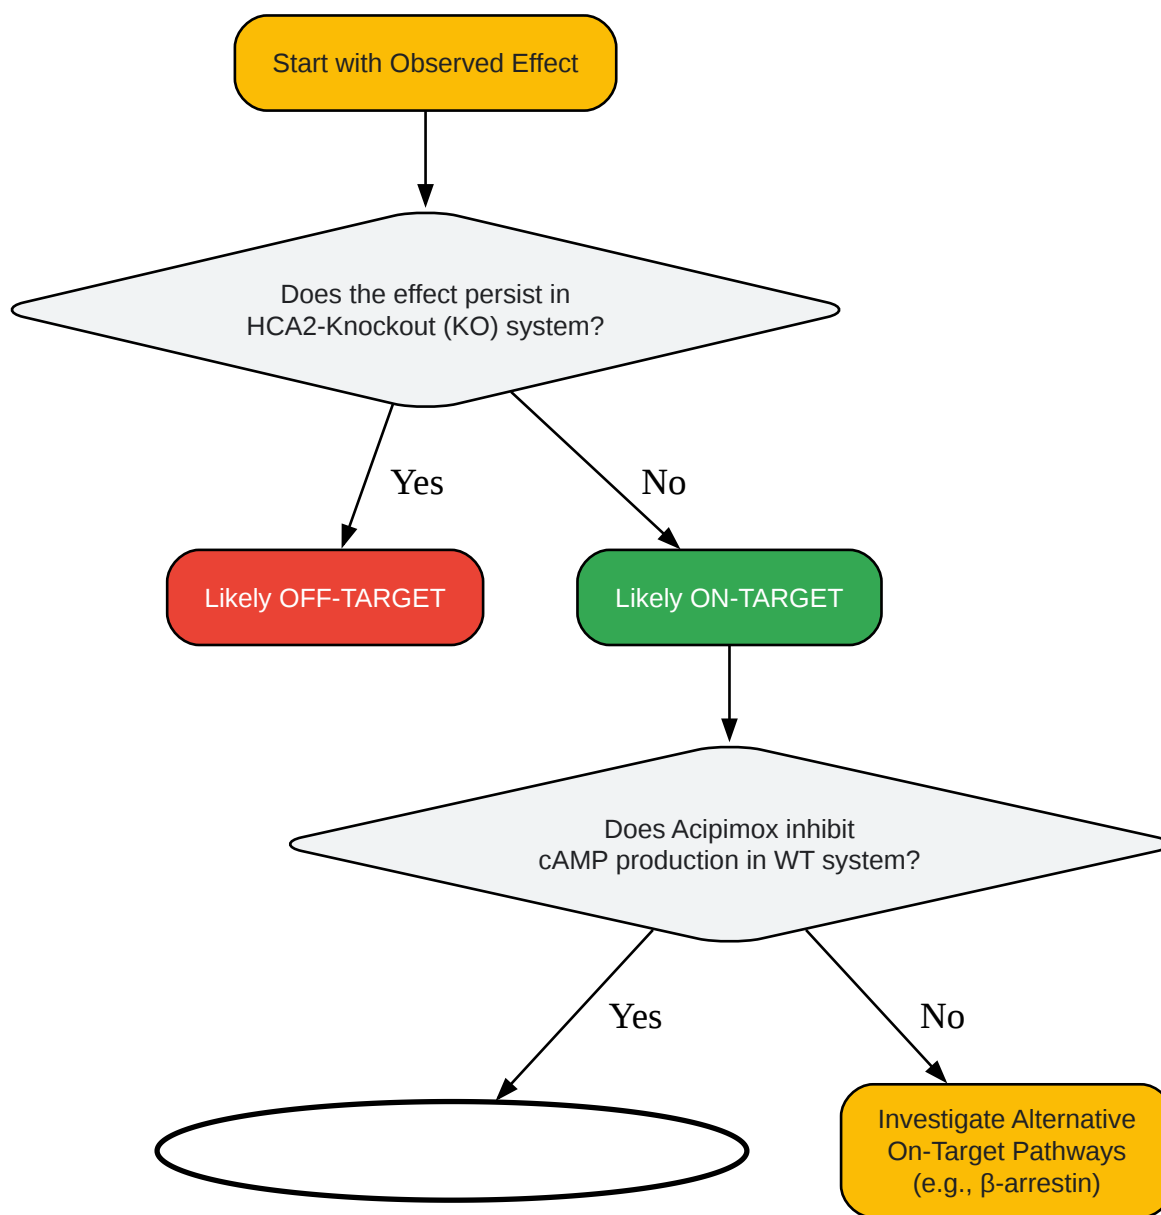 Start with Observed Effect
Does the effect persist in
HCA2-Knockout (KO) system?
Yes
No
Likely OFF-TARGET
Likely ON-TARGET
Does Acipimox inhibit
cAMP production in WT system?
Yes
No
Investigate Alternative
On-Target Pathways
(e.g., β-arrestin)